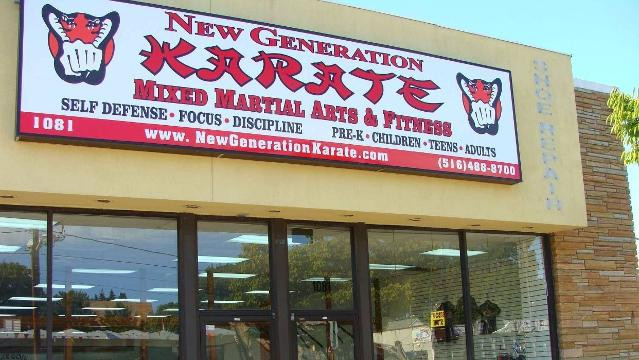 NEW GENERATION
KARATE
MIXED MARTIAL ARTS & FITNESS
SELF DEFENSE • FOCUS • DISCIPLINE PRE-K • CHILDREN • TEENS • ADULTS
1081 www.NewGenerationKarate.com (516)488-8700
SHOE REPAIR
1081